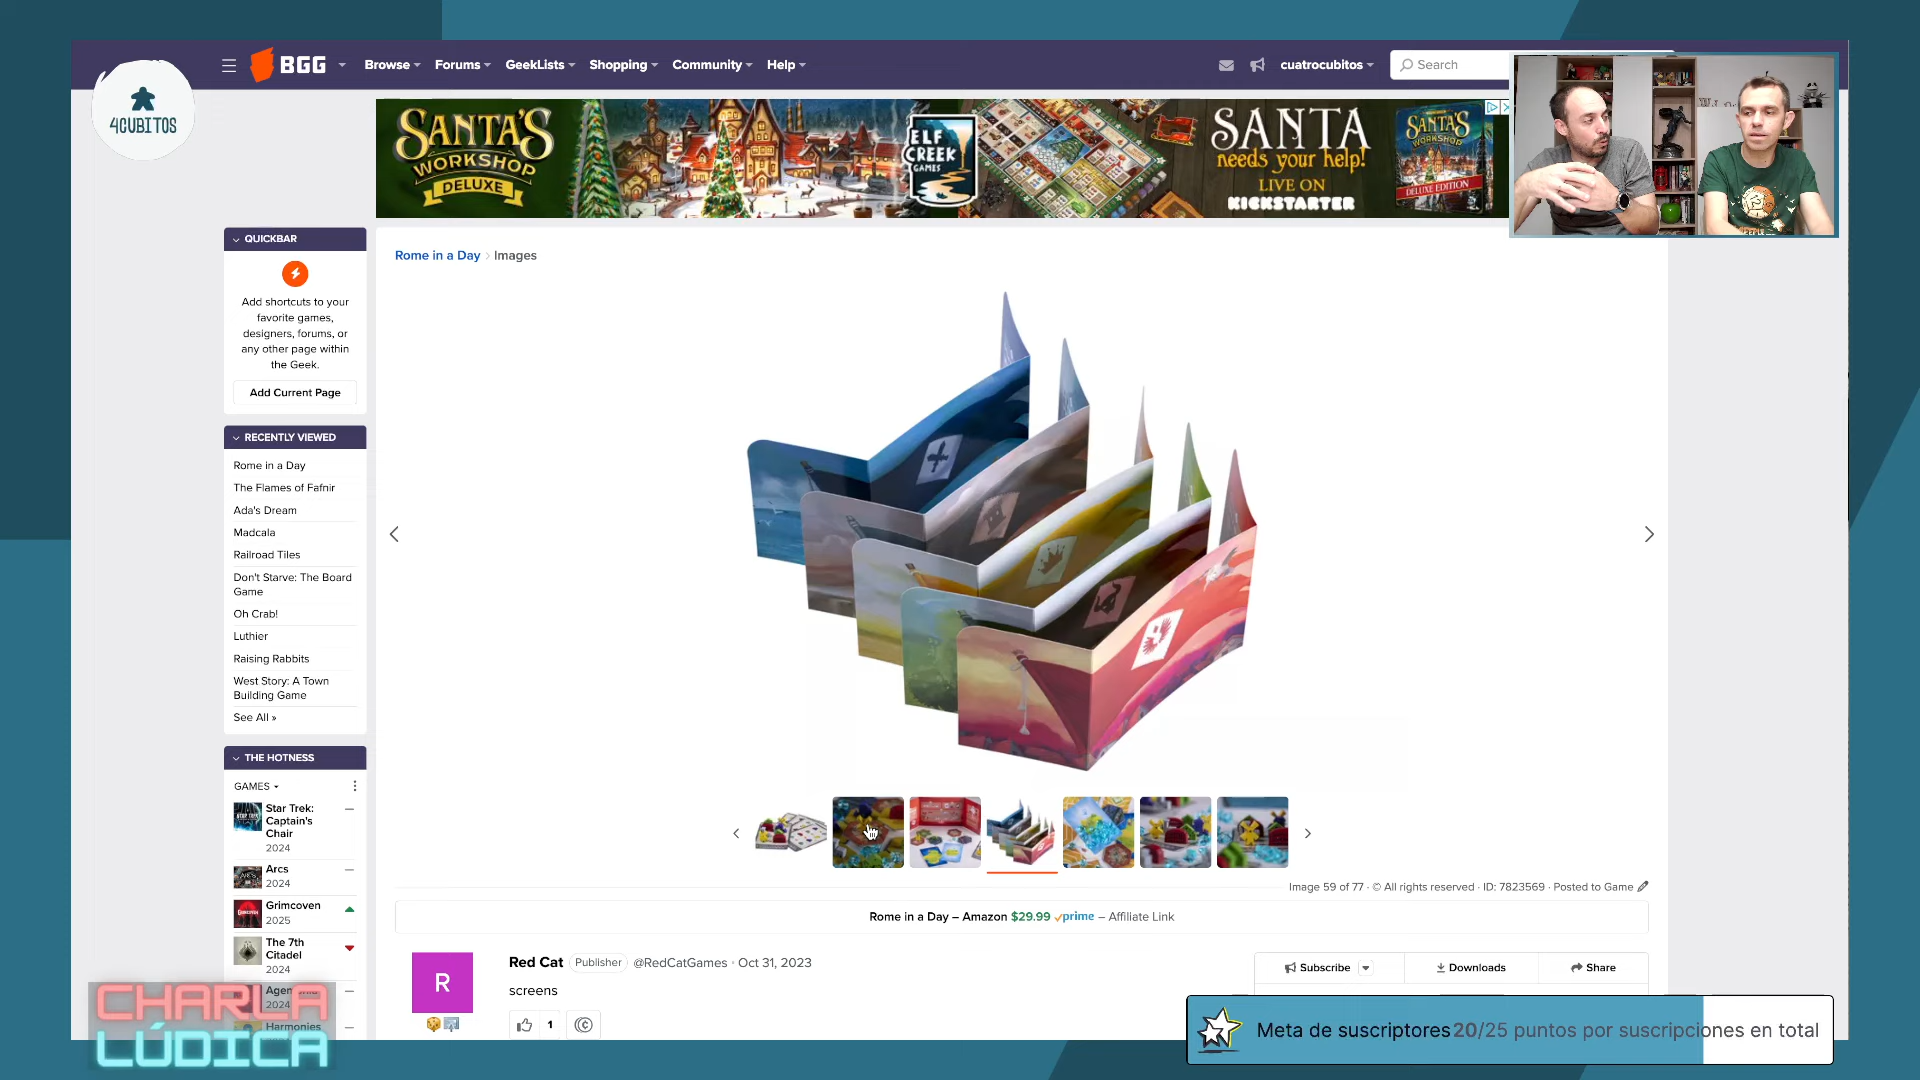 4CUBITOS
BGG
Browse
Forums
GeekLists
Shopping
Community
Help
cuatrocubitos
Search
SANTA'S
WORKSHOP
DELUXE
ELF
CREEK
GAMES
SANTA
needs your help!
LIVE ON
KICKSTARTER
SANTA'S
WORKSHOP
DELUXE EDITION
QUICKBAR
Add shortcuts to your
favorite games,
designers, forums, or
any other page within
the Geek.
Add Current Page
RECENTLY VIEWED
Rome in a Day
The Flames of Fafnir
Ada's Dream
Madcala
Railroad Tiles
Don't Starve: The Board
Game
Oh Crab!
Luthier
Raising Rabbits
West Story: A Town
Building Game
See All »
THE HOTNESS
GAMES
Star Trek:
Captain's
Chair
2024
Arcs
2024
Grimcoven
2025
The 7th
Citadel
2024
2024
Harmonies
CHARLA
LÚDICA
Rome in a Day > Images
Image 59 of 77 · © All rights reserved · ID: 7823569 · Posted to Game
Rome in a Day – Amazon $29.99 prime – Affiliate Link
R
Red Cat Publisher @RedCatGames · Oct 31, 2023
screens
1
Subscribe
Downloads
Share
Meta de suscriptores 20/25 puntos por suscripciones en total